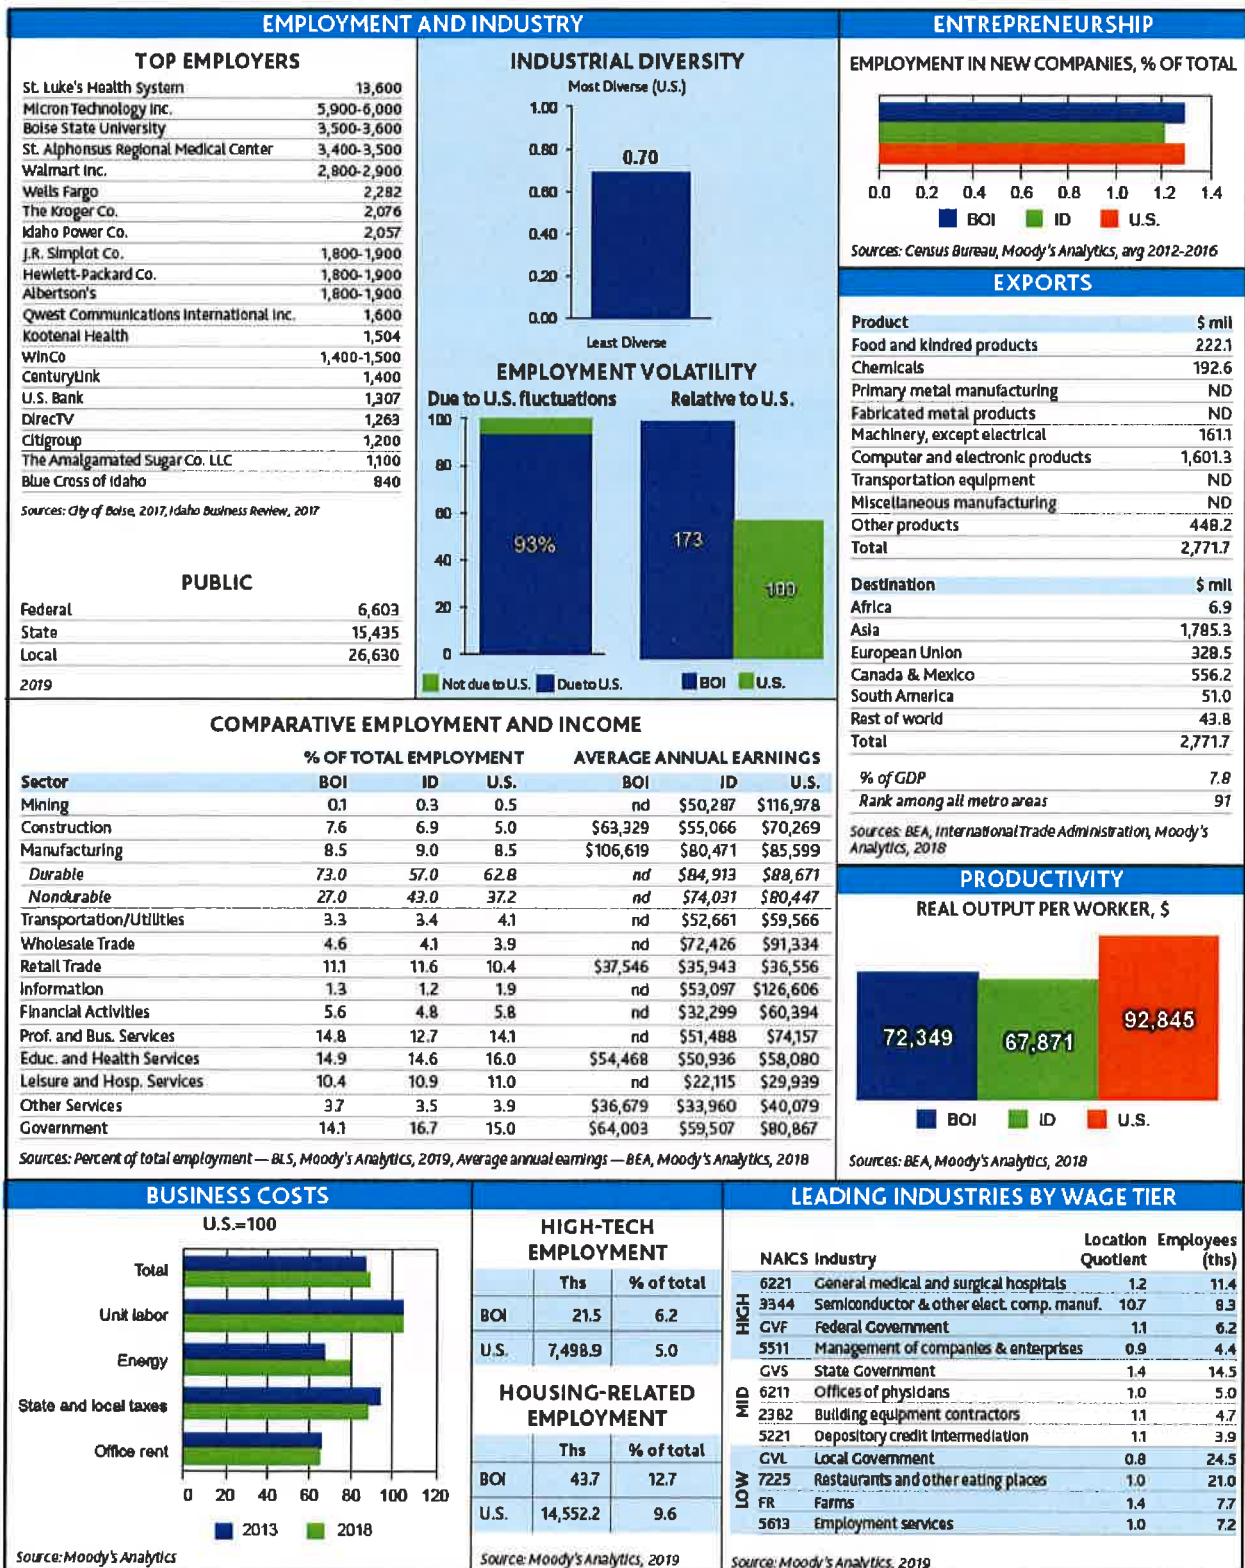 EMPLOYMENT AND INDUSTRY
TOP EMPLOYERS
St. Luke's Health System 13,600
Micron Technology Inc. 5,900-6,000
Boise State University 3,500-3,600
St. Alphonsus Regional Medical Center 3,400-3,500
Walmart Inc. 2,800-2,900
Wells Fargo 2,282
The Kroger Co. 2,076
Idaho Power Co. 2,057
J.R. Simplot Co. 1,800-1,900
Hewlett-Packard Co. 1,800-1,900
Albertson's 1,800-1,900
Qwest Communications International Inc. 1,600
Kootenai Health 1,504
WinCo 1,400-1,500
CenturyLink 1,400
U.S. Bank 1,307
DirecTV 1,263
Citigroup 1,200
The Amalgamated Sugar Co. LLC 1,100
Blue Cross of Idaho 840
Sources: City of Boise, 2017, Idaho Business Review, 2017
PUBLIC
Federal 6,603
State 15,435
Local 26,630
2019
INDUSTRIAL DIVERSITY
Most Diverse (U.S.)
1.00
0.80
0.60
0.40
0.20
0.00
0.70
Least Diverse
EMPLOYMENT VOLATILITY
Due to U.S. fluctuations Relative to U.S.
100
80
60
40
20
0
93%
173
100
Not due to U.S. Due to U.S.
BOI U.S.
ENTREPRENEURSHIP
EMPLOYMENT IN NEW COMPANIES, % OF TOTAL
0.0 0.2 0.4 0.6 0.8 1.0 1.2 1.4
BOI ID U.S.
Sources: Census Bureau, Moody's Analytics, avg 2012-2016
EXPORTS
Product $ mil
Food and kindred products 222.1
Chemicals 192.6
Primary metal manufacturing ND
Fabricated metal products ND
Machinery, except electrical 161.1
Computer and electronic products 1,601.3
Transportation equipment ND
Miscellaneous manufacturing ND
Other products 448.2
Total 2,771.7
Destination $ mil
Africa 6.9
Asia 1,785.3
European Union 328.5
Canada & Mexico 556.2
South America 51.0
Rest of world 43.8
Total 2,771.7
% of GDP 7.8
Rank among all metro areas 91
Sources: BEA, International Trade Administration, Moody's
Analytics, 2018
COMPARATIVE EMPLOYMENT AND INCOME
% OF TOTAL EMPLOYMENT AVERAGE ANNUAL EARNINGS
Sector BOI ID U.S. BOI ID U.S.
Mining 0.1 0.3 0.5 nd $50,287 $116,978
Construction 7.6 6.9 5.0 $63,329 $55,066 $70,269
Manufacturing 8.5 9.0 8.5 $106,619 $80,471 $85,599
Durable 73.0 57.0 62.8 nd $84,913 $88,671
Nondurable 27.0 43.0 37.2 nd $74,031 $80,447
Transportation/Utilities 3.3 3.4 4.1 nd $52,661 $59,566
Wholesale Trade 4.6 4.1 3.9 nd $72,426 $91,334
Retail Trade 11.1 11.6 10.4 $37,546 $35,943 $36,556
Information 1.3 1.2 1.9 nd $53,097 $126,606
Financial Activities 5.6 4.8 5.8 nd $32,299 $60,394
Prof. and Bus. Services 14.8 12.7 14.1 nd $51,488 $74,157
Educ. and Health Services 14.9 14.6 16.0 $54,468 $50,936 $58,080
Leisure and Hosp. Services 10.4 10.9 11.0 nd $22,115 $29,939
Other Services 3.7 3.5 3.9 $36,679 $33,960 $40,079
Government 14.1 16.7 15.0 $64,003 $59,507 $80,867
Sources: Percent of total employment — BLS, Moody's Analytics, 2019, Average annual earnings — BEA, Moody's Analytics, 2018
PRODUCTIVITY
REAL OUTPUT PER WORKER, $
72,349 67,871 92,845
BOI ID U.S.
Sources: BEA, Moody's Analytics, 2018
BUSINESS COSTS
U.S.=100
Total
Unit labor
Energy
State and local taxes
Office rent
0 20 40 60 80 100 120
2013 2018
Source: Moody's Analytics
HIGH-TECH
EMPLOYMENT
Ths % of total
BOI 21.5 6.2
U.S. 7,498.9 5.0
HOUSING-RELATED
EMPLOYMENT
Ths % of total
BOI 43.7 12.7
U.S. 14,552.2 9.6
Source: Moody's Analytics, 2019
LEADING INDUSTRIES BY WAGE TIER
Location Employees
NAICS Industry Quotient (ths)
HIGH
6221 General medical and surgical hospitals 1.2 11.4
3344 Semiconductor & other elect. comp. manuf. 10.7 8.3
GVF Federal Government 1.1 6.2
5511 Management of companies & enterprises 0.9 4.4
MID
GVS State Government 1.4 14.5
6211 Offices of physicians 1.0 5.0
2382 Building equipment contractors 1.1 4.7
5221 Depository credit intermediation 1.1 3.9
LOW
GVL Local Government 0.8 24.5
7225 Restaurants and other eating places 1.0 21.0
FR Farms 1.4 7.7
5613 Employment services 1.0 7.2
Source: Moody's Analytics, 2019